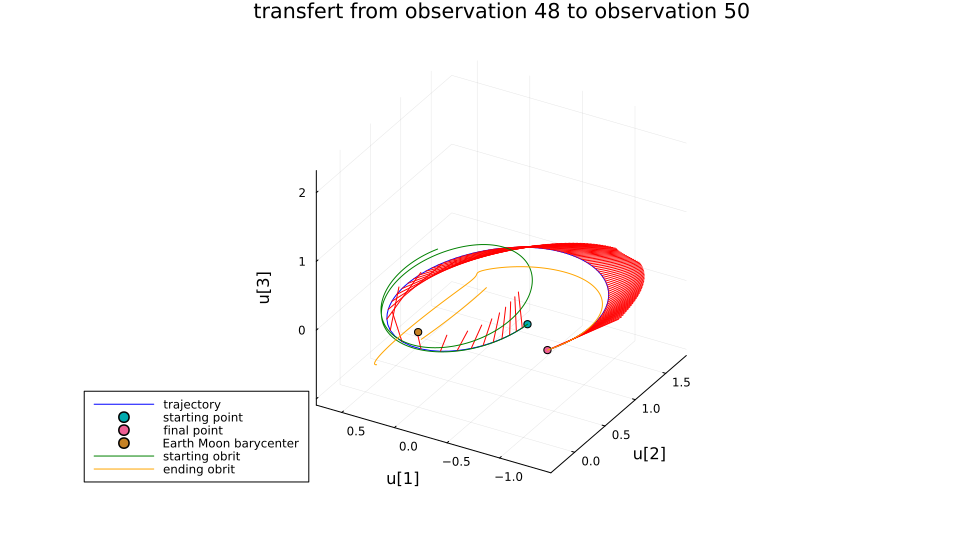 transfert from observation 48 to observation 50
2
1
0
u[3]
0.5
0.0
−0.5
−1.0
u[1]
0.0
0.5
1.0
1.5
u[2]
trajectory
starting point
final point
Earth Moon barycenter
starting obrit
ending obrit